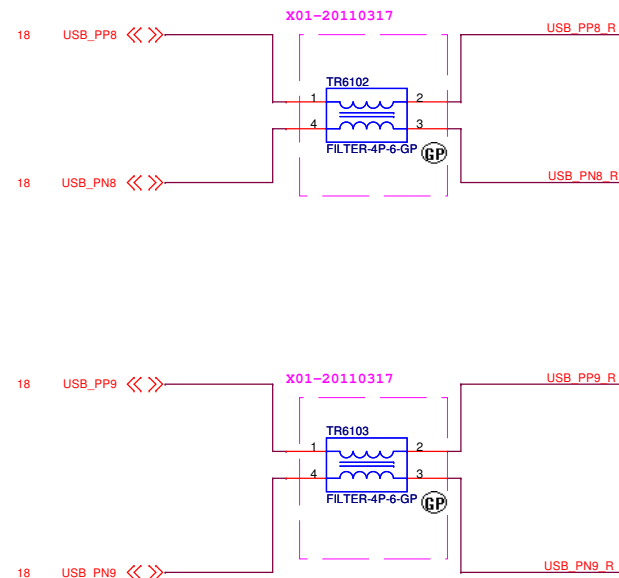 X01-20110317
18 USB_PP8 USB_PP8_R
TR6102
1 2
4 3
FILTER-4P-6-GP GP
18 USB_PN8 USB_PN8_R
X01-20110317
18 USB_PP9 USB_PP9_R
TR6103
1 2
4 3
FILTER-4P-6-GP GP
18 USB_PN9 USB_PN9_R